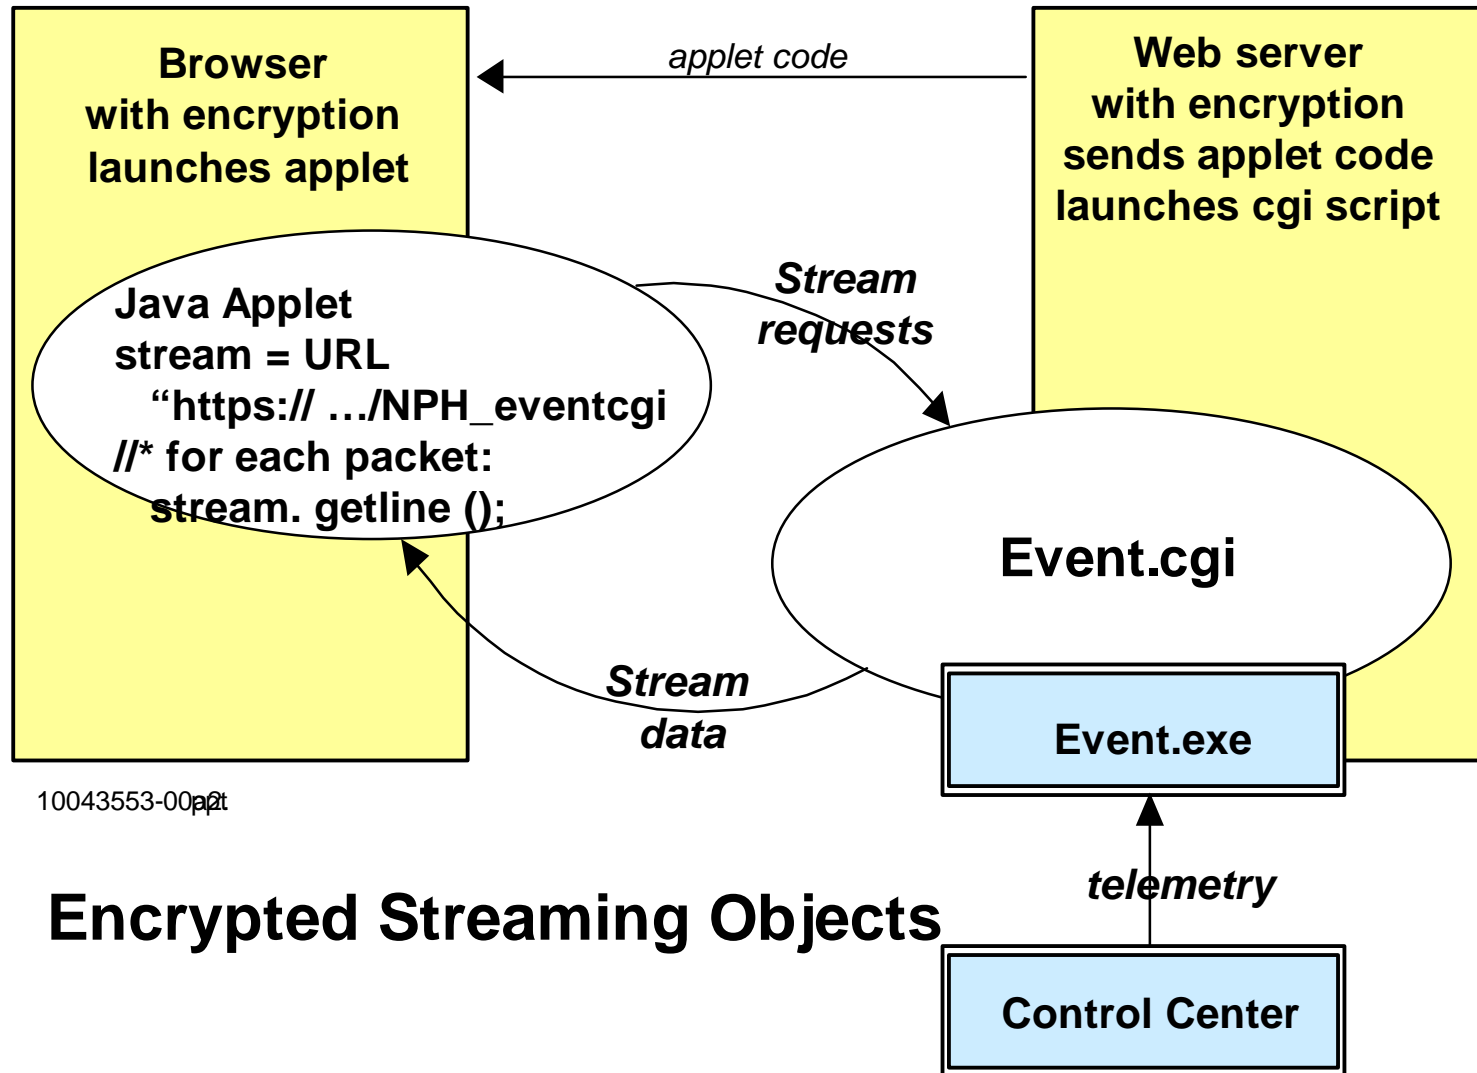 Browser
with encryption
launches applet
applet code
Web server
with encryption
sends applet code
launches cgi script
Java Applet
stream = URL
“https:// …/NPH_eventcgi
//* for each packet:
stream. getline ();
Stream
requests
Event.cgi
Stream
data
Event.exe
10043553-00
telemetry
Encrypted Streaming Objects
Control Center